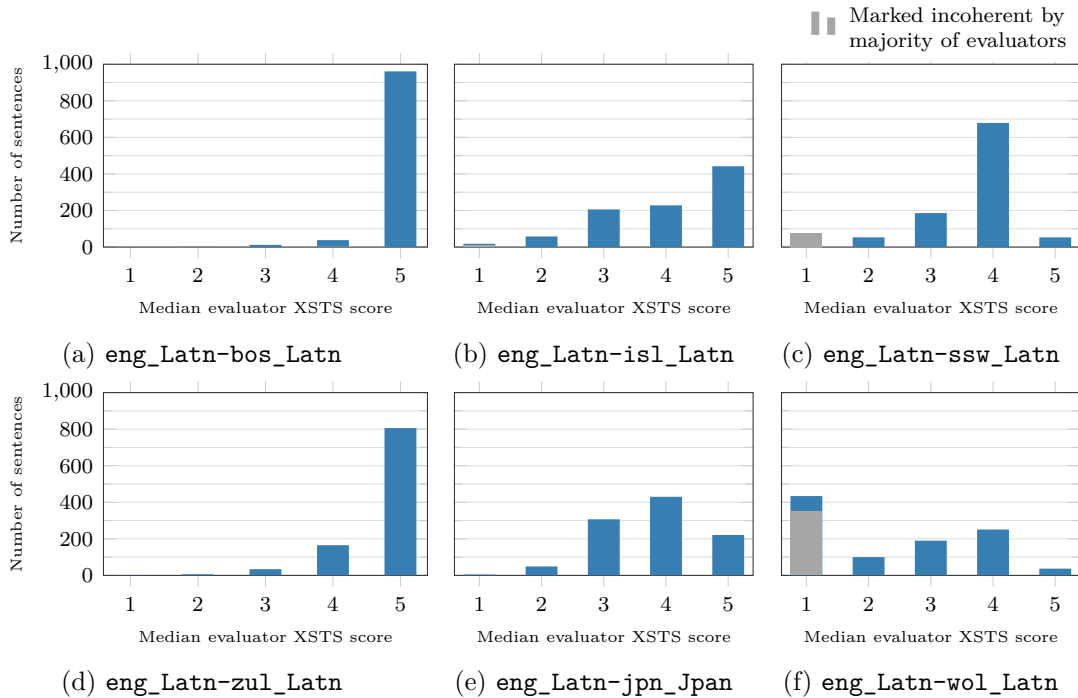 Marked incoherent by
majority of evaluators
1,000
800
600
400
200
0
Number of sentences
1 2 3 4 5
Median evaluator XSTS score
(a) eng_Latn-bos_Latn
1 2 3 4 5
Median evaluator XSTS score
(b) eng_Latn-isl_Latn
1 2 3 4 5
Median evaluator XSTS score
(c) eng_Latn-ssw_Latn
1,000
800
600
400
200
0
Number of sentences
1 2 3 4 5
Median evaluator XSTS score
(d) eng_Latn-zul_Latn
1 2 3 4 5
Median evaluator XSTS score
(e) eng_Latn-jpn_Jpan
1 2 3 4 5
Median evaluator XSTS score
(f) eng_Latn-wol_Latn